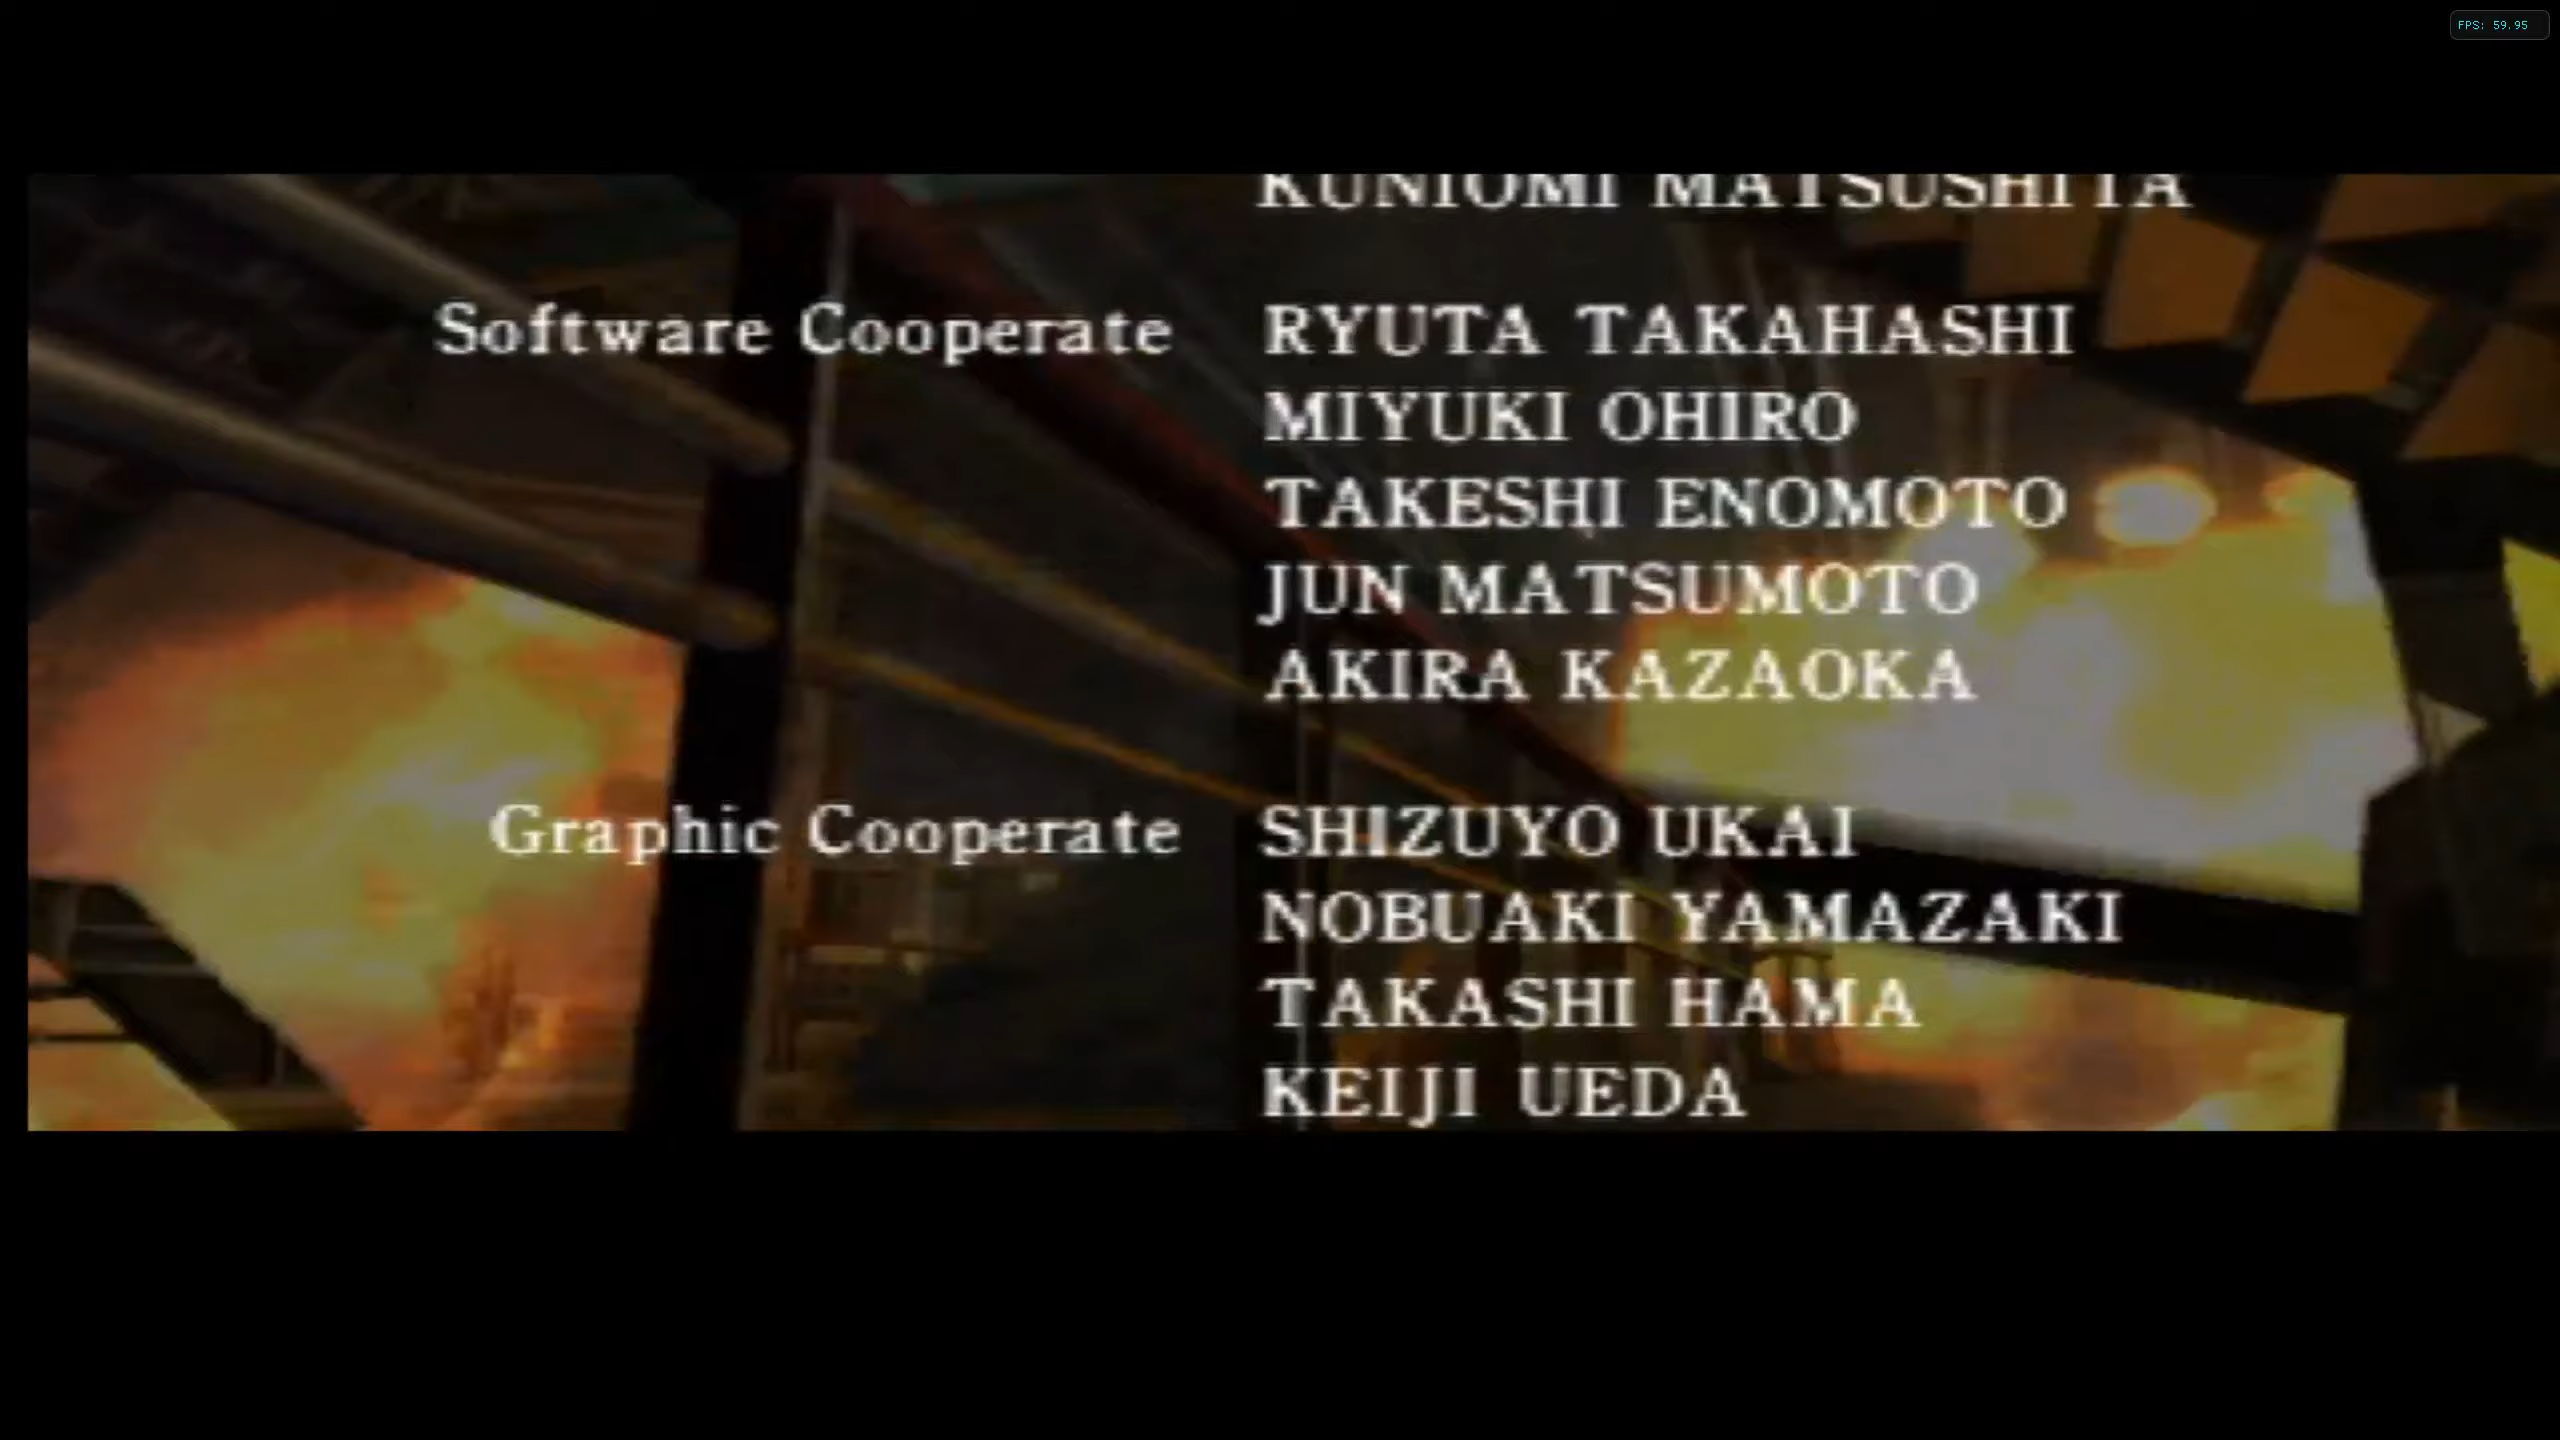 FPS: 59.95
KUNIOMI MATSUSHITA
Software Cooperate RYUTA TAKAHASHI
MIYUKI OHIRO
TAKESHI ENOMOTO
JUN MATSUMOTO
AKIRA KAZAOKA
Graphic Cooperate SHIZUYO UKAI
NOBUAKI YAMAZAKI
TAKASHI HAMA
KEIJI UEDA